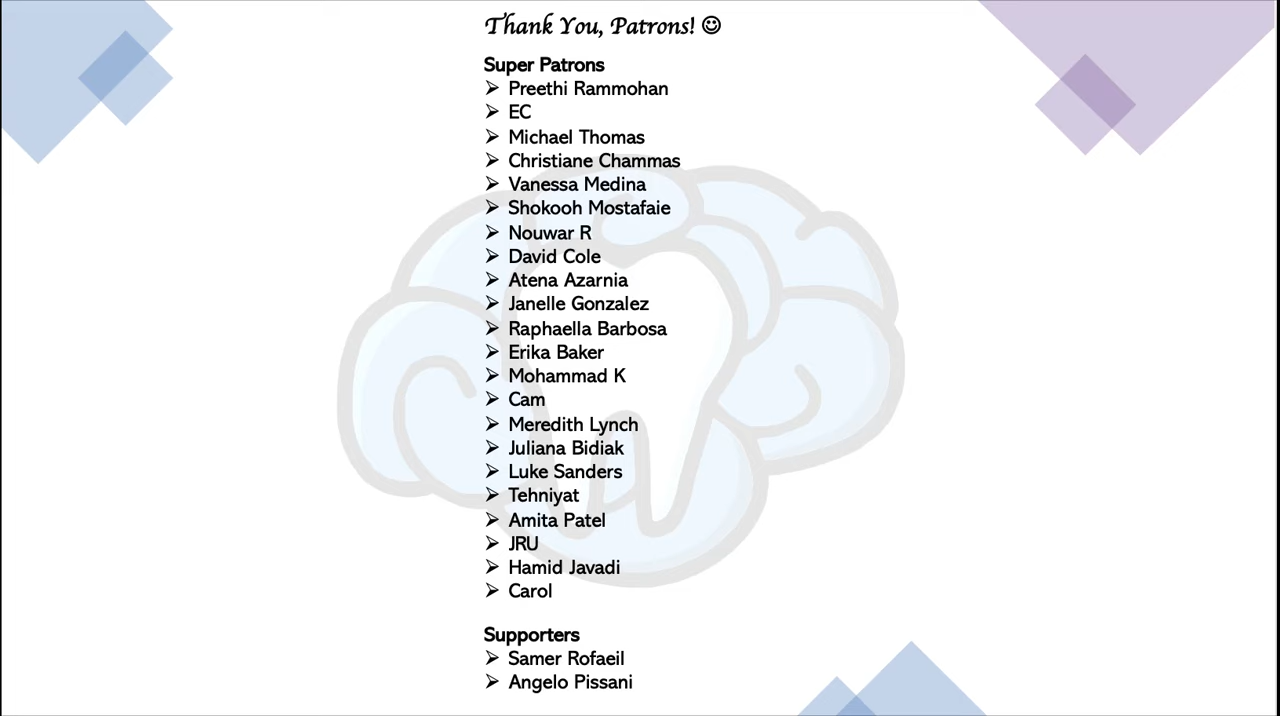 Thank You, Patrons! ☺
Super Patrons
➢ Preethi Rammohan
➢ EC
➢ Michael Thomas
➢ Christiane Chammas
➢ Vanessa Medina
➢ Shokooh Mostafaie
➢ Nouwar R
➢ David Cole
➢ Atena Azarnia
➢ Janelle Gonzalez
➢ Raphaella Barbosa
➢ Erika Baker
➢ Mohammad K
➢ Cam
➢ Meredith Lynch
➢ Juliana Bidiak
➢ Luke Sanders
➢ Tehniyat
➢ Amita Patel
➢ JRU
➢ Hamid Javadi
➢ Carol
Supporters
➢ Samer Rofaeil
➢ Angelo Pissani